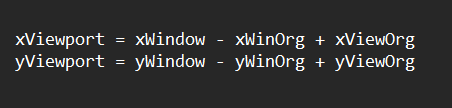 xViewport = xWindow - xWinOrg + xViewOrg
yViewport = yWindow - yWinOrg + yViewOrg